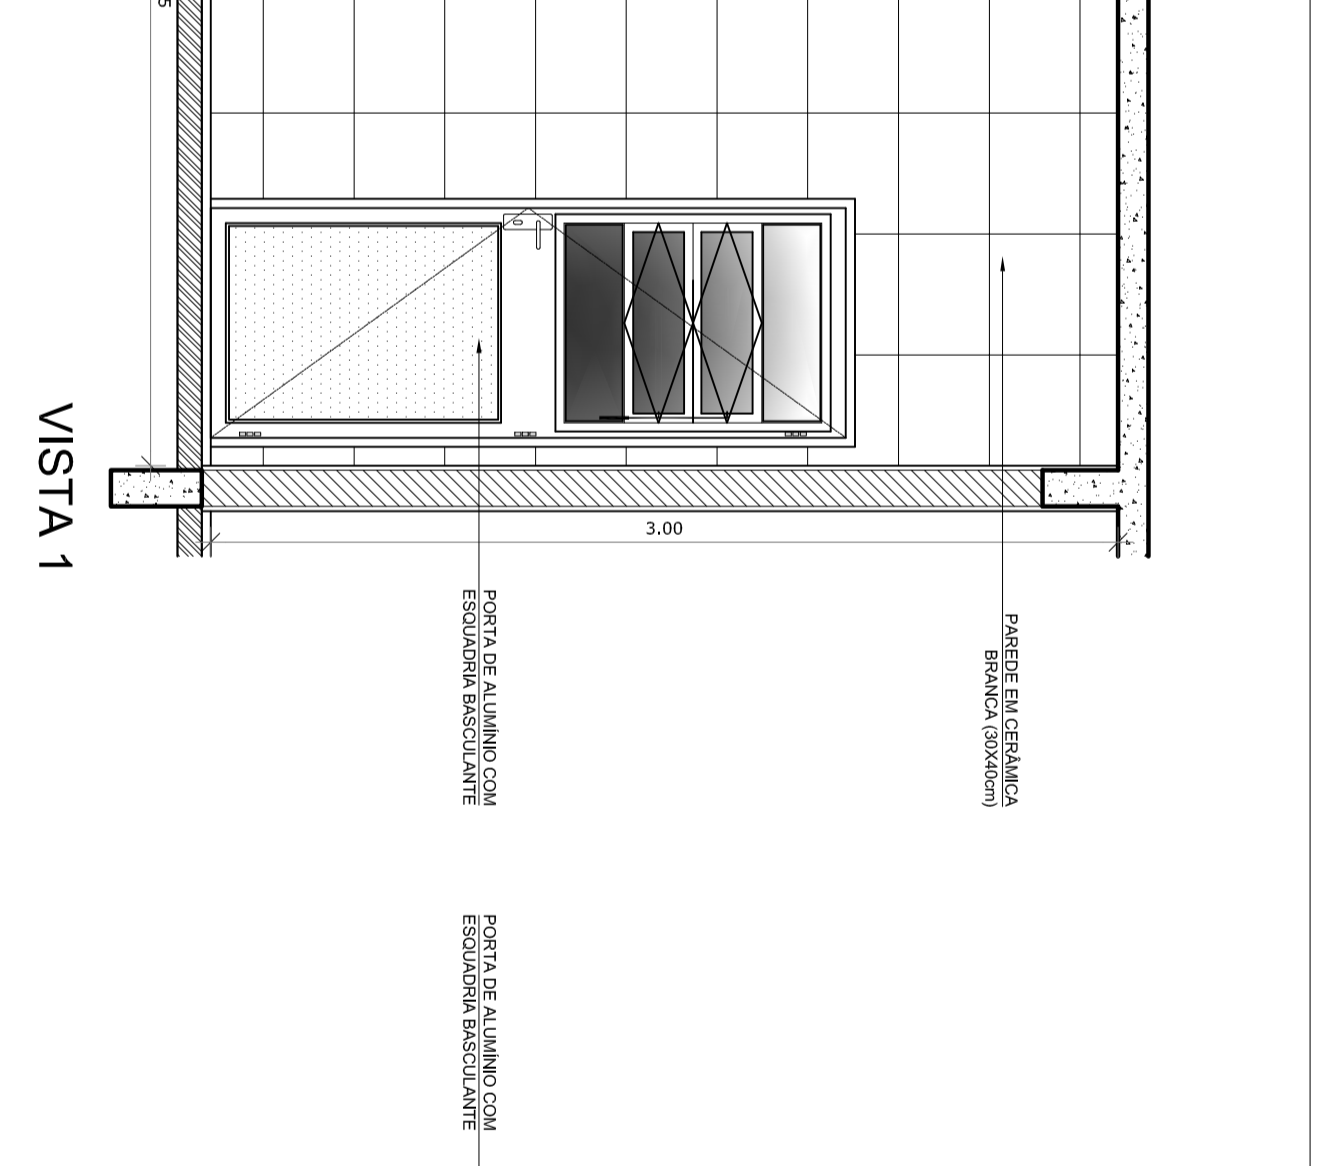 PAREDE EM CERÂMICA
BRANCA (30X40cm)
3.00
PORTA DE ALUMÍNIO COM
ESQUADRIA BASCULANTE
PORTA DE ALUMÍNIO COM
ESQUADRIA BASCULANTE
VISTA 1